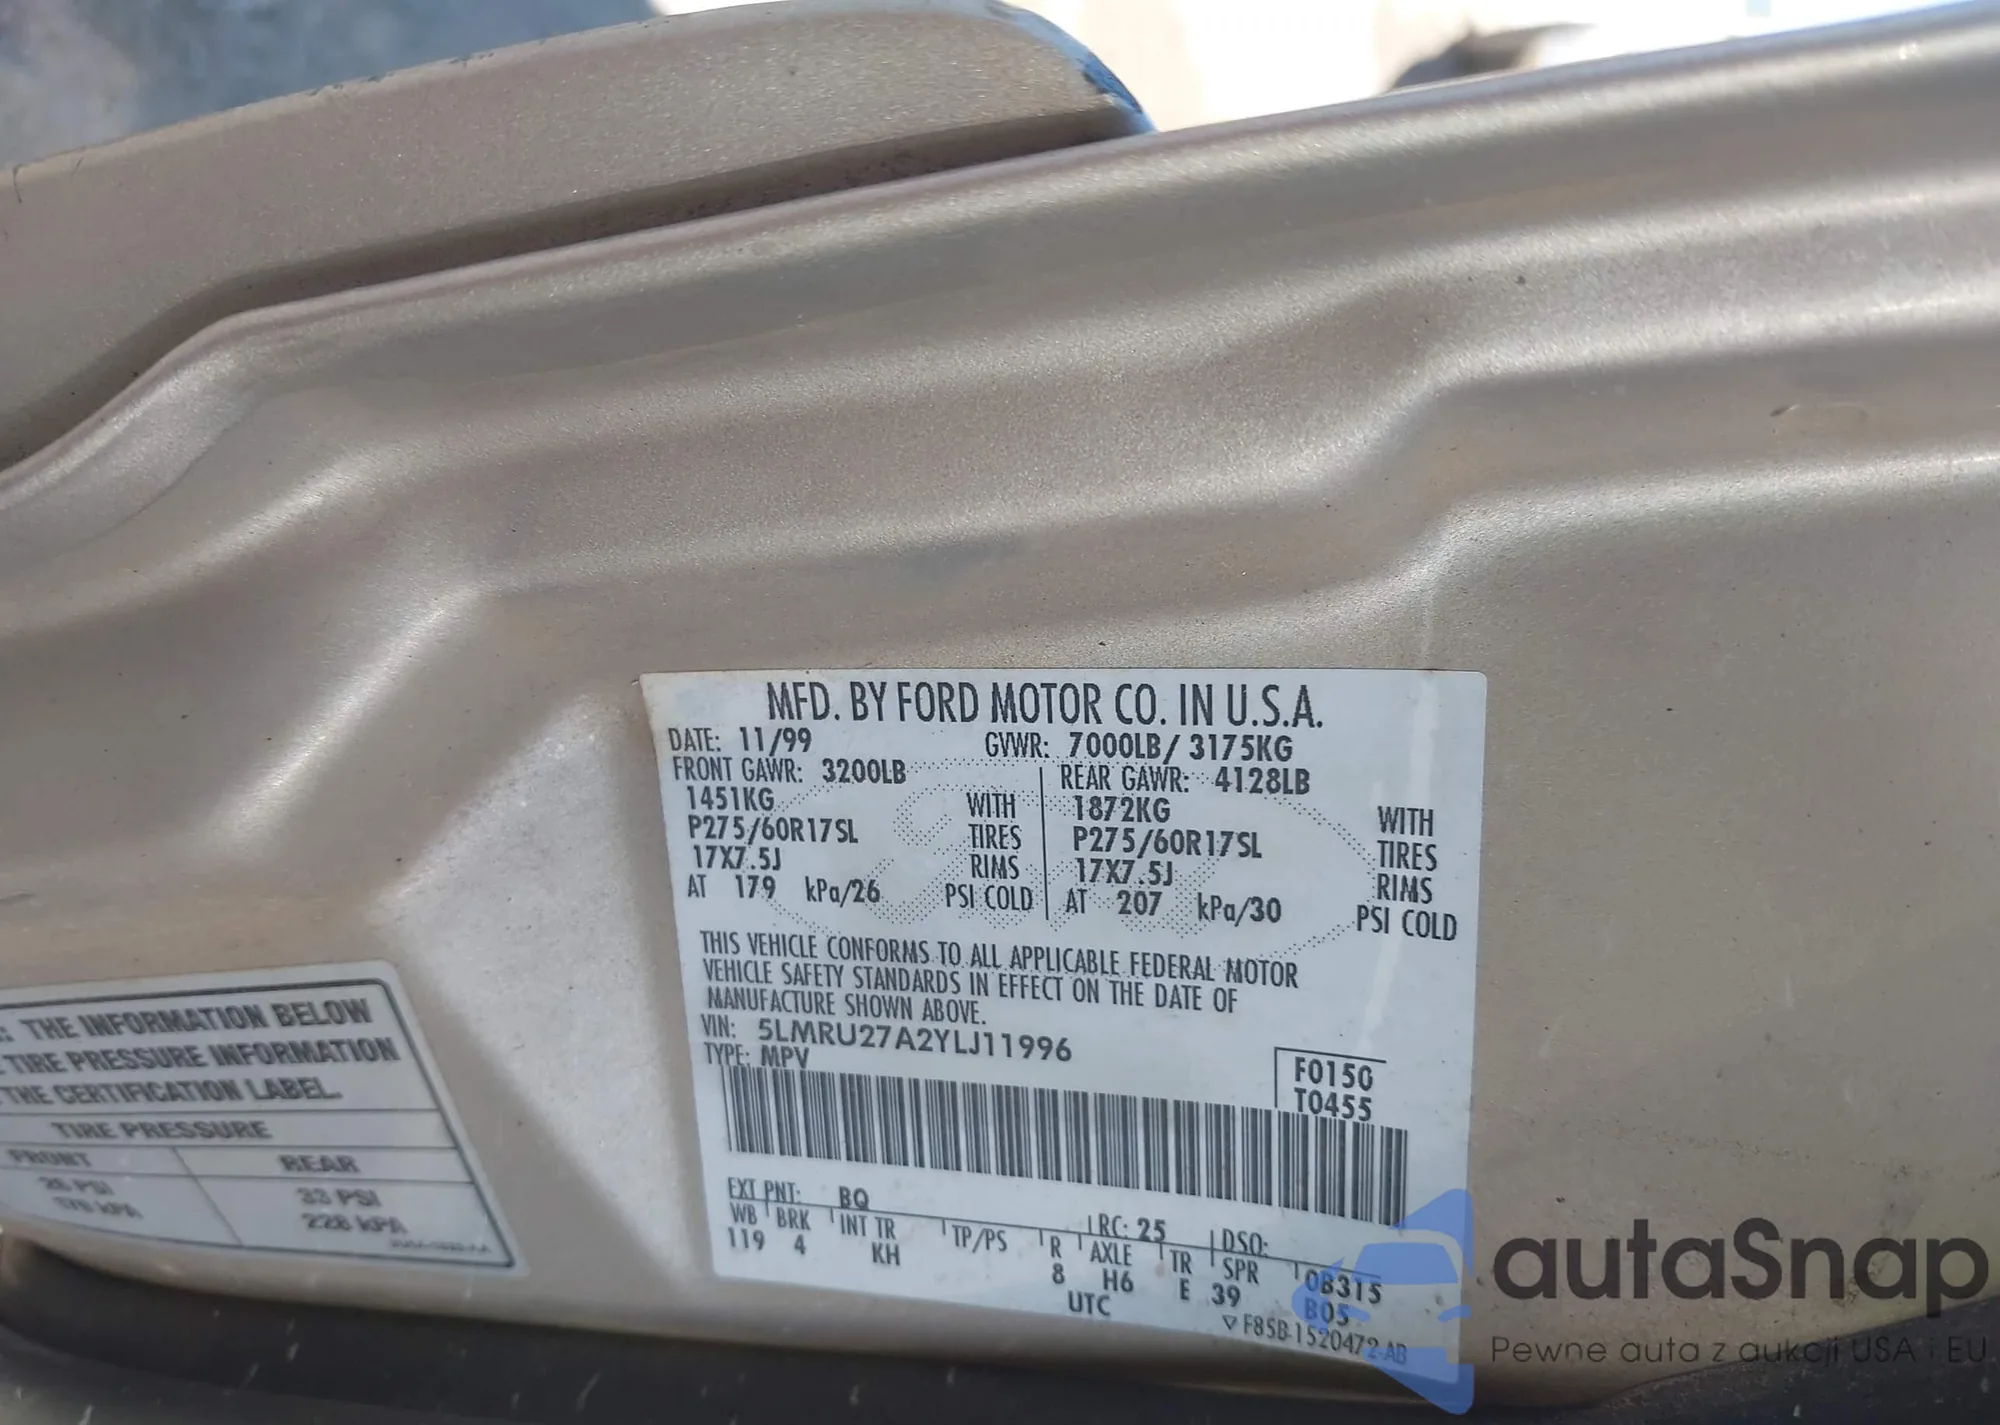 MFD. BY FORD MOTOR CO. IN U.S.A.
DATE: 11/99 GVWR: 7000LB/ 3175KG
FRONT GAWR: 3200LB REAR GAWR: 4128LB
1451KG WITH 1872KG WITH
P275/60R17SL TIRES P275/60R17SL TIRES
17X7.5J RIMS 17X7.5J RIMS
AT 179 kPa/26 PSI COLD AT 207 kPa/30 PSI COLD
THIS VEHICLE CONFORMS TO ALL APPLICABLE FEDERAL MOTOR
VEHICLE SAFETY STANDARDS IN EFFECT ON THE DATE OF
MANUFACTURE SHOWN ABOVE.
VIN: 5LMRU27A2YLJ11996
TYPE: MPV
F0150
T0455
EXT PNT: BQ RC: 25 DSO:
WB BRK INT TR TP/PS R AXLE TR SPR 0B315
119 4 KH 8 H6 E 39 B05
UTC
▽ F85B-1520472-AB
: THE INFORMATION BELOW
TIRE PRESSURE INFORMATION
THE CERTIFICATION LABEL.
TIRE PRESSURE
FRONT REAR
26 PSI 33 PSI
179 kPA 228 kPA
autaSnap
Pewne auta z aukcji USA i EU